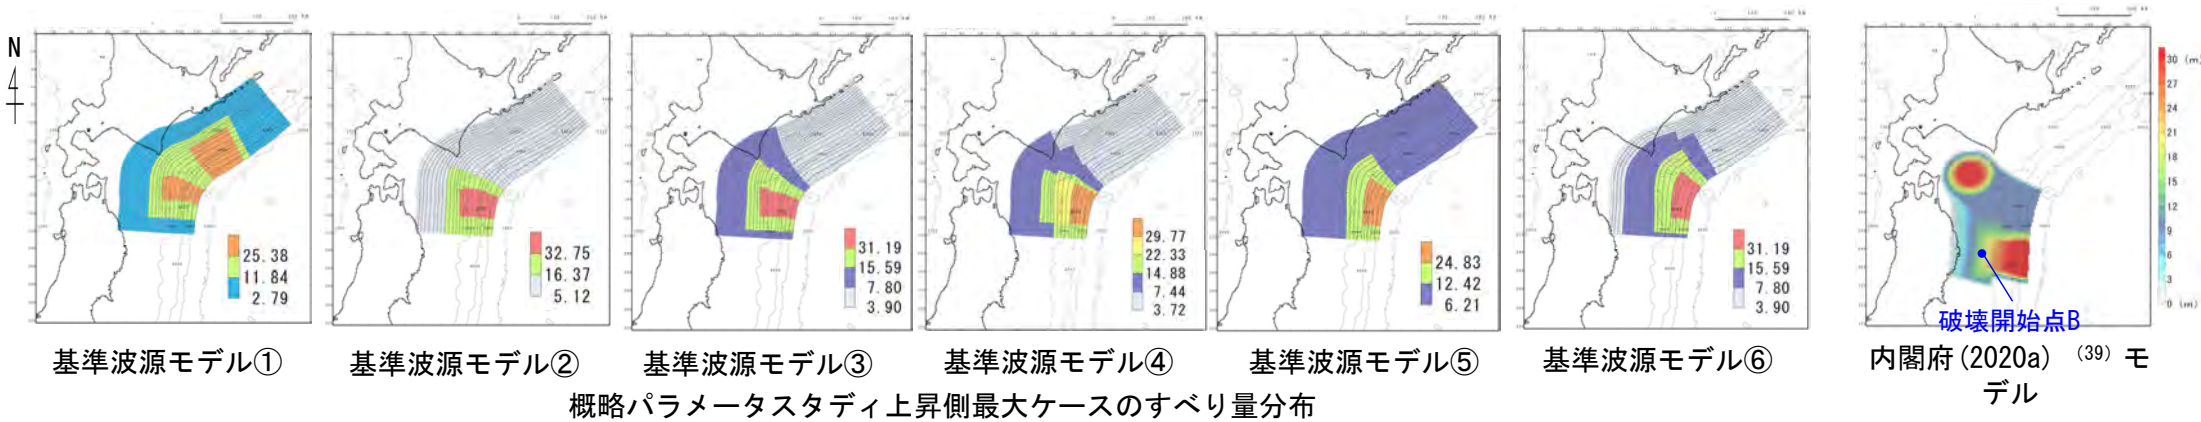 N
25.38
11.84
2.79
基準波源モデル①
32.75
16.37
5.12
基準波源モデル②
31.19
15.59
7.80
3.90
基準波源モデル③
29.77
22.33
14.88
7.44
3.72
基準波源モデル④
24.83
12.42
6.21
基準波源モデル⑤
31.19
15.59
7.80
3.90
基準波源モデル⑥
30 (m)
27
24
21
18
15
12
9
6
3
0 (m)
破壊開始点B
内閣府(2020a) (39) モ
デル
概略パラメータスタディ上昇側最大ケースのすべり量分布